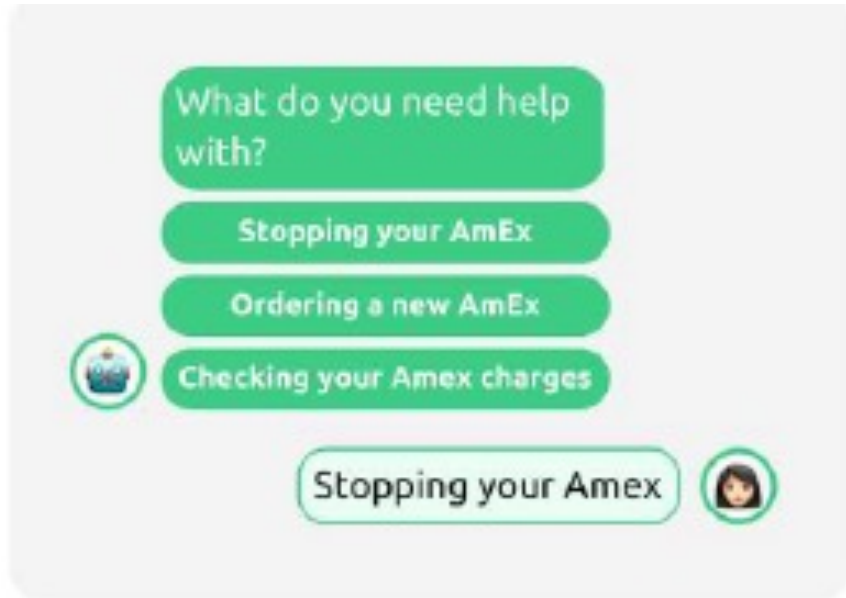 What do you need help
with?
Stopping your AmEx
Ordering a new AmEx
Checking your Amex charges
Stopping your Amex